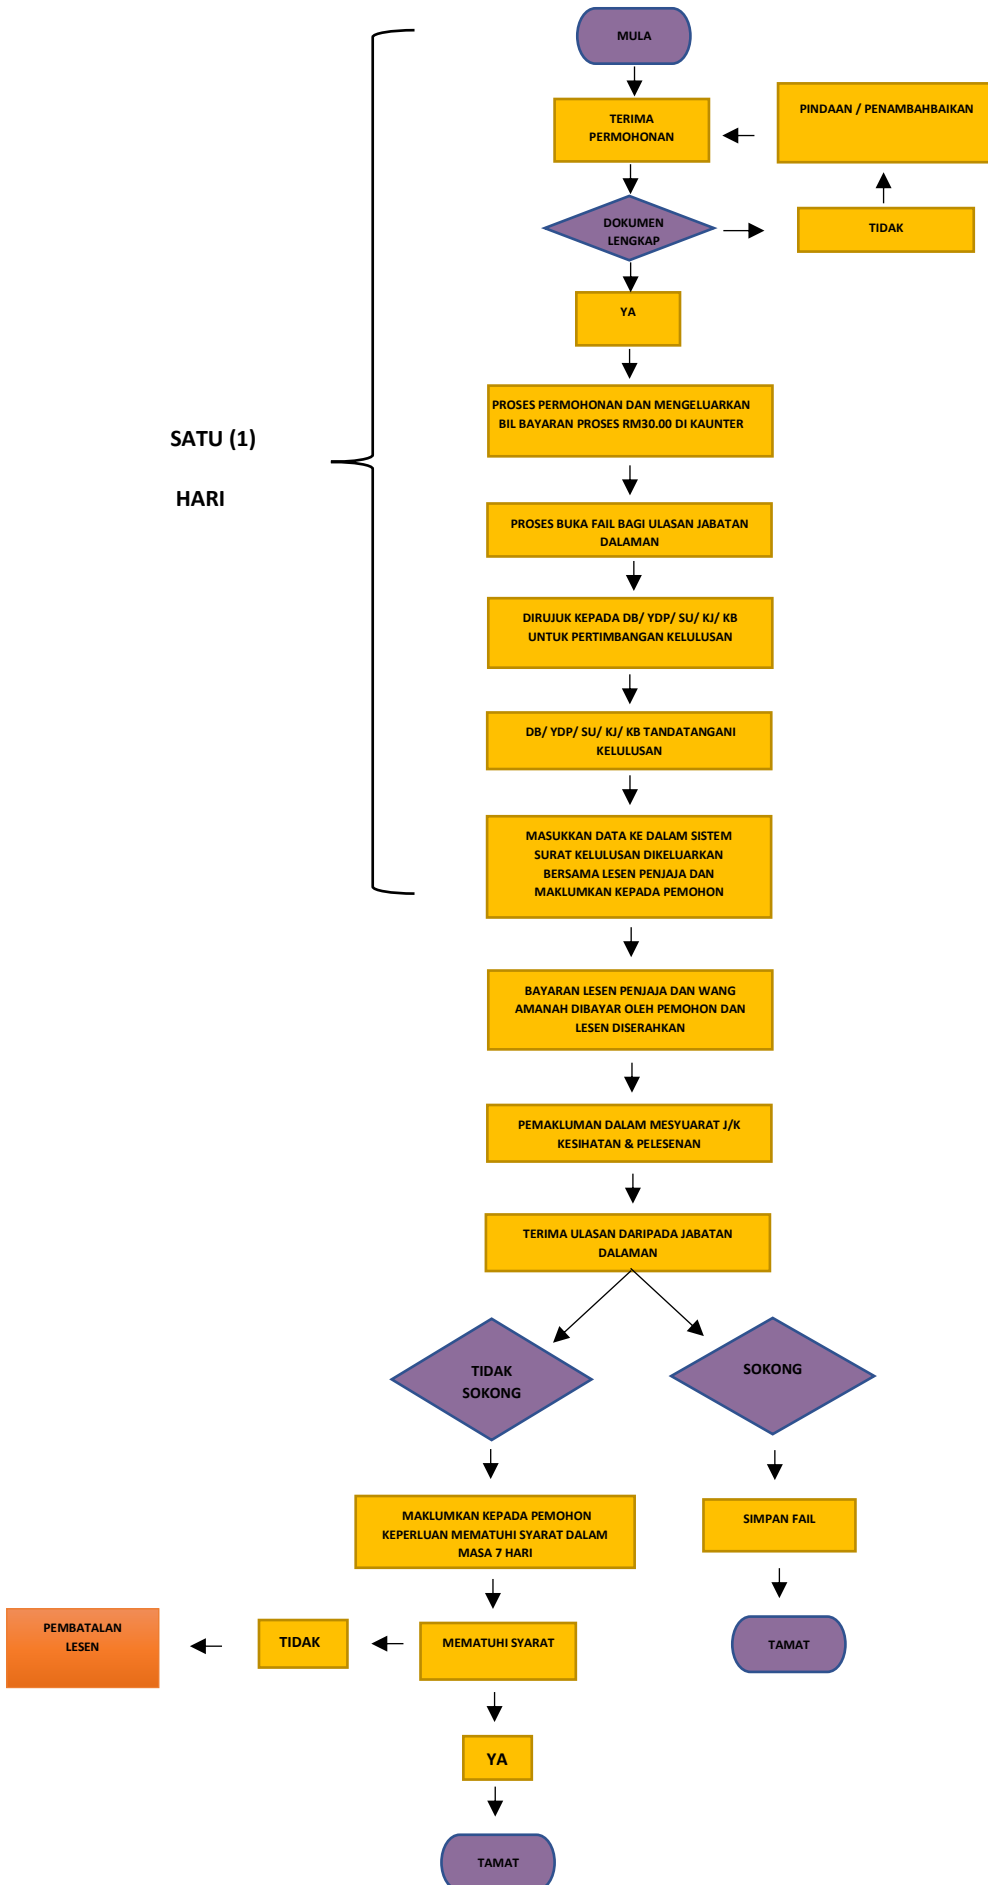 MULA
TERIMA
PERMOHONAN
PINDAAN / PENAMBAHBAIKAN
DOKUMEN
LENGKAP
TIDAK
YA
PROSES PERMOHONAN DAN MENGELUARKAN
BIL BAYARAN PROSES RM30.00 DI KAUNTER
SATU (1)
HARI
PROSES BUKA FAIL BAGI ULASAN JABATAN
DALAMAN
DIRUJUK KEPADA DB/ YDP/ SU/ KJ/ KB
UNTUK PERTIMBANGAN KELULUSAN
DB/ YDP/ SU/ KJ/ KB TANDATANGANI
KELULUSAN
MASUKKAN DATA KE DALAM SISTEM
SURAT KELULUSAN DIKELUARKAN
BERSAMA LESEN PENJAJA DAN
MAKLUMKAN KEPADA PEMOHON
BAYARAN LESEN PENJAJA DAN WANG
AMANAH DIBAYAR OLEH PEMOHON DAN
LESEN DISERAHKAN
PEMAKLUMAN DALAM MESYUARAT J/K
KESIHATAN & PELESENAN
TERIMA ULASAN DARIPADA JABATAN
DALAMAN
TIDAK
SOKONG
SOKONG
MAKLUMKAN KEPADA PEMOHON
KEPERLUAN MEMATUHI SYARAT DALAM
MASA 7 HARI
SIMPAN FAIL
PEMBATALAN
LESEN
TIDAK
MEMATUHI SYARAT
TAMAT
YA
TAMAT